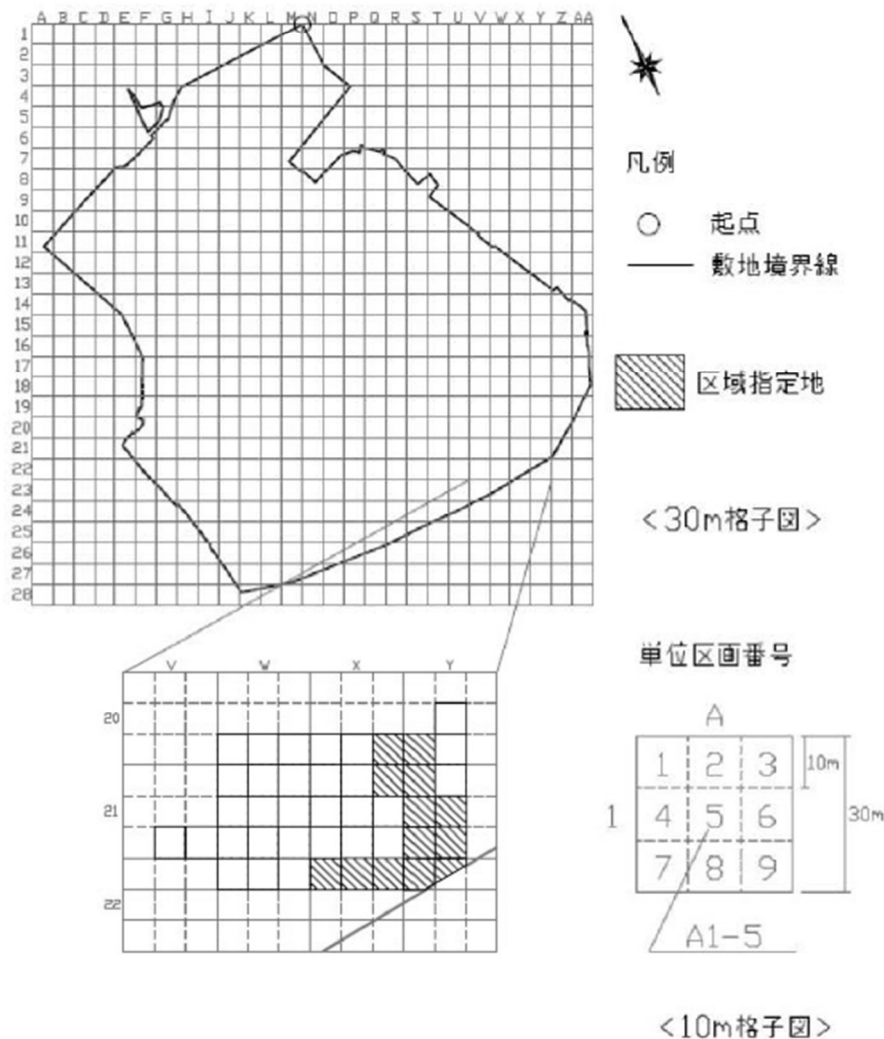 A B C D E F G H I J K L M N O P Q R S T U V W X Y Z AA
1
2
3
4
5
6
7
8
9
10
11
12
13
14
15
16
17
18
19
20
21
22
23
24
25
26
27
28
凡例
起点
敷地境界線
区域指定地
<30m格子図>
V W X Y
20
21
22
単位区画番号
A
1 2 3
10m
1
4 5 6
30m
7 8 9
A1-5
<10m格子図>